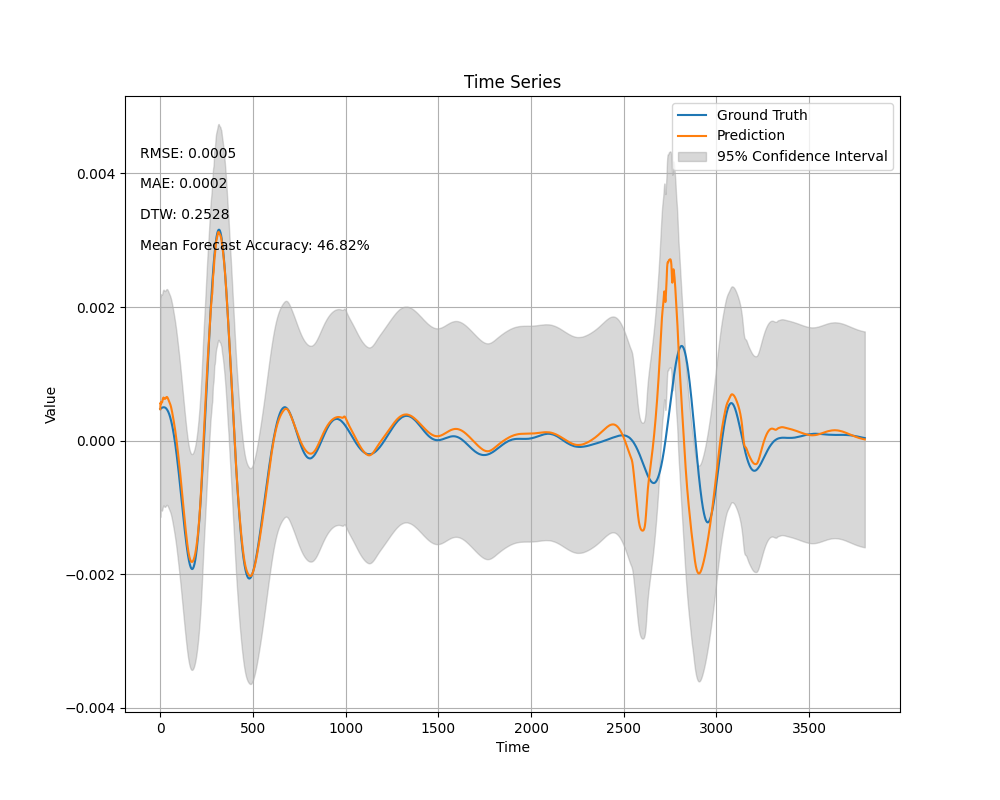 Time Series
Ground Truth
Prediction
95% Confidence Interval
RMSE: 0.0005
MAE: 0.0002
DTW: 0.2528
Mean Forecast Accuracy: 46.82%
0.004
0.002
0.000
−0.002
−0.004
Value
0 500 1000 1500 2000 2500 3000 3500
Time